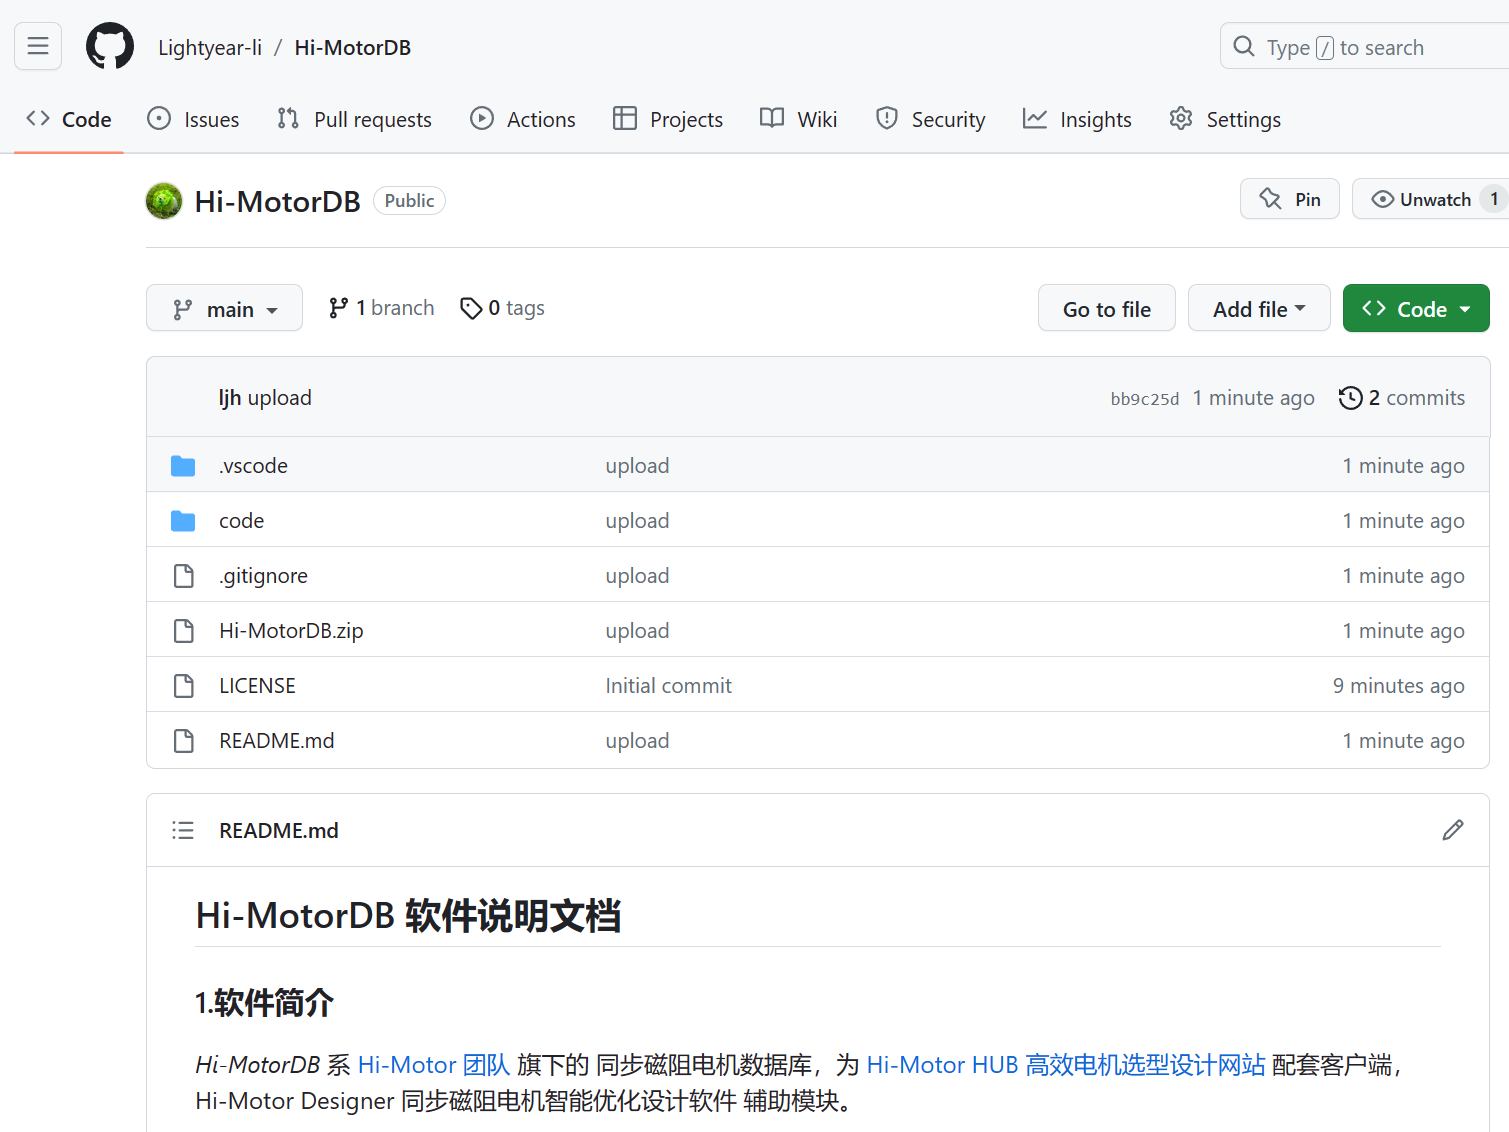 Lightyear-li / Hi-MotorDB
Type / to search
Code Issues Pull requests Actions Projects Wiki Security Insights Settings
Hi-MotorDB Public Pin Unwatch 1
main 1 branch 0 tags Go to file Add file Code
ljh upload bb9c25d 1 minute ago 2 commits
.vscode upload 1 minute ago
code upload 1 minute ago
.gitignore upload 1 minute ago
Hi-MotorDB.zip upload 1 minute ago
LICENSE Initial commit 9 minutes ago
README.md upload 1 minute ago
README.md
Hi-MotorDB 软件说明文档
1.软件简介
Hi-MotorDB 系 Hi-Motor 团队 旗下的 同步磁阻电机数据库，为 Hi-Motor HUB 高效电机选型设计网站 配套客户端，
Hi-Motor Designer 同步磁阻电机智能优化设计软件 辅助模块。